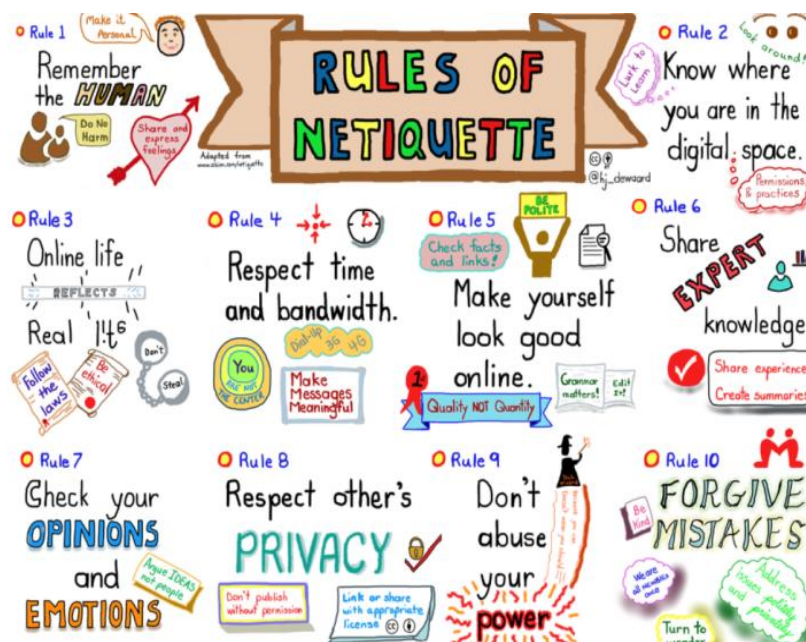 RULES OF
NETIQUETTE
Adapted from
@hj_dewaard
Rule 1
Make it
Personal
Remember
the HUMAN
Do No
Harm
Share and
express
feelings
Rule 2
Look around!
Lurk to
Learn
Know where
you are in the
digital space.
Permissions
& practices
Rule 3
Online life
REFLECTS
Real life
Follow
the
laws
Be
ethical
Don't
Steal
Rule 4
Respect time
and bandwidth.
Dial-Up
3G 4G
You
ARE NOT
THE CENTER
Make
Messages
Meaningful
Rule 5
BE
POLITE
Check facts
and links!
Make yourself
look good
online.
1
Quality NOT Quantity
Grammar
matters!
Edit
It!
Rule 6
Share
EXPERT
knowledge
Share experience
Create summaries
Rule 7
Check your
OPINIONS
and
EMOTIONS
Argue IDEAS
not people
Rule 8
Respect other's
PRIVACY
Don't publish
without permission
Link or share
with appropriate
license
Rule 9
Don't
abuse
your
power
Rule 10
FORGIVE
MISTAKES
Be
Kind
We are
all
once
Address
issues politely
and privately
Turn to